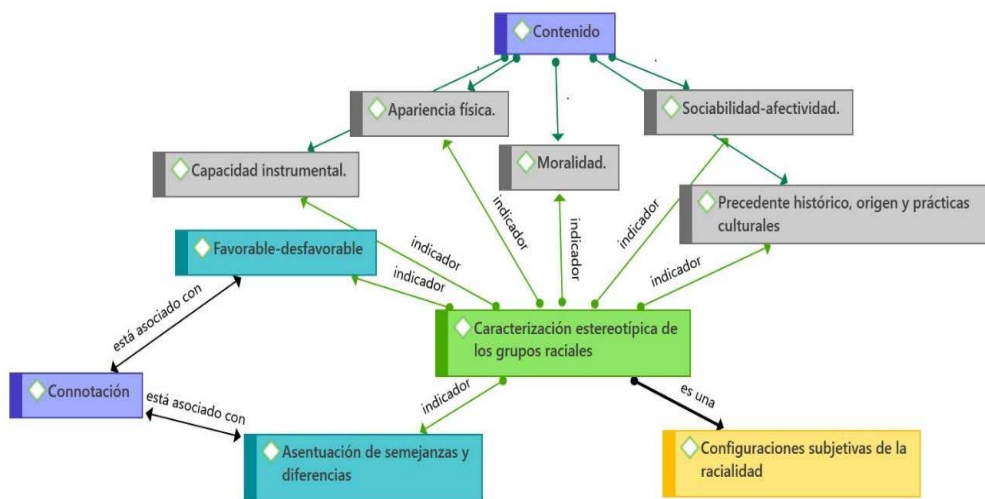 Contenido
Apariencia física.
Sociabilidad-afectividad.
Capacidad instrumental.
Moralidad.
Precedente histórico, origen y prácticas
culturales
indicador
indicador
indicador
indicador
indicador
Favorable-desfavorable
indicador
está asociado con
Caracterización estereotípica de
los grupos raciales
Connotación
está asociado con
indicador
es una
Asentuación de semejanzas y
diferencias
Configuraciones subjetivas de la
racialidad